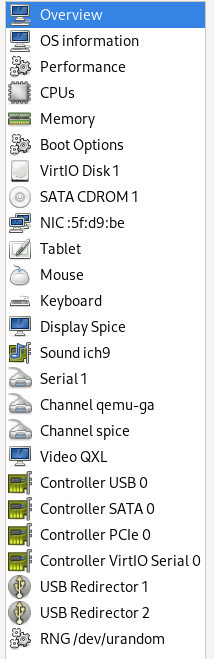 Overview
OS information
Performance
CPUs
Memory
Boot Options
VirtIO Disk 1
SATA CDROM 1
NIC :5f:d9:be
Tablet
Mouse
Keyboard
Display Spice
Sound ich9
Serial 1
Channel qemu-ga
Channel spice
Video QXL
Controller USB 0
Controller SATA 0
Controller PCIe 0
Controller VirtIO Serial 0
USB Redirector 1
USB Redirector 2
RNG /dev/urandom